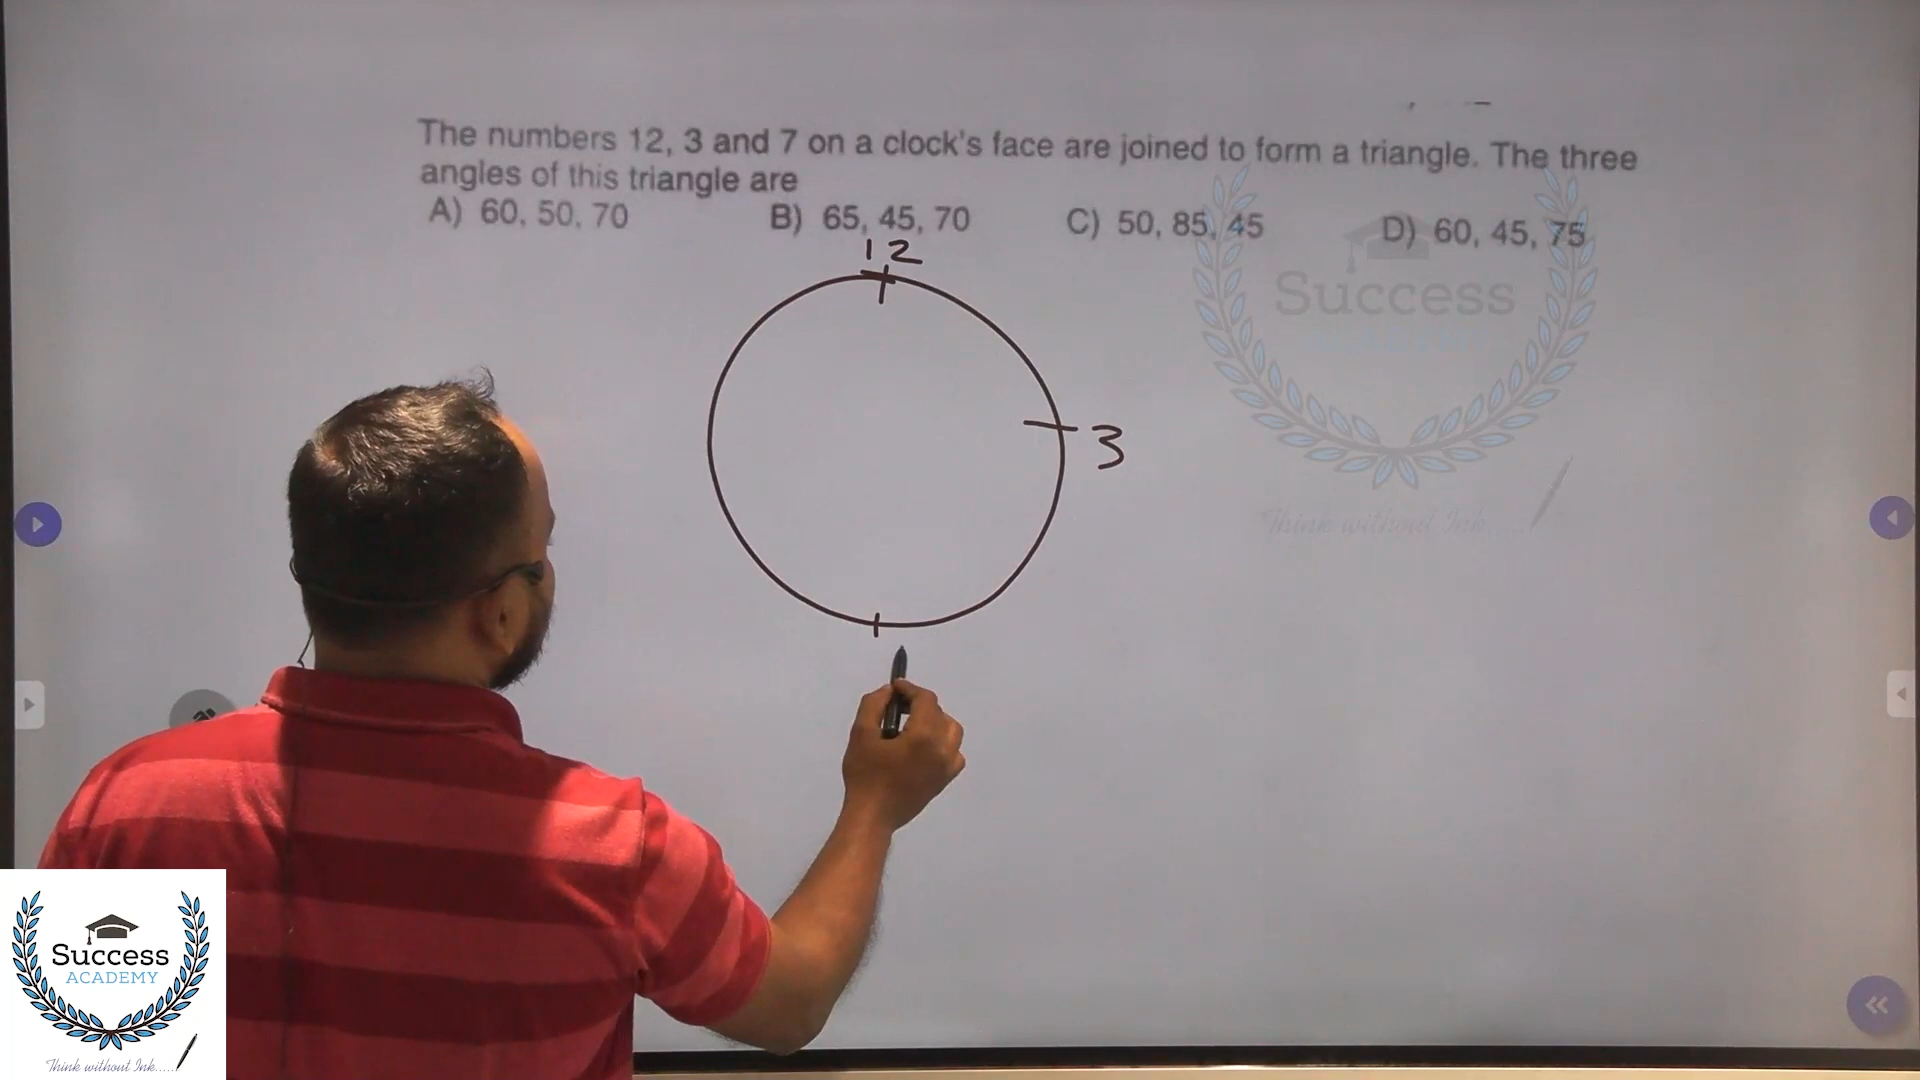 The numbers 12, 3 and 7 on a clock's face are joined to form a triangle. The three
angles of this triangle are
A) 60, 50, 70 B) 65, 45, 70 C) 50, 85, 45 D) 60, 45, 75
12
3
Success
Think without Ink.....
Success
ACADEMY
Think without Ink.....